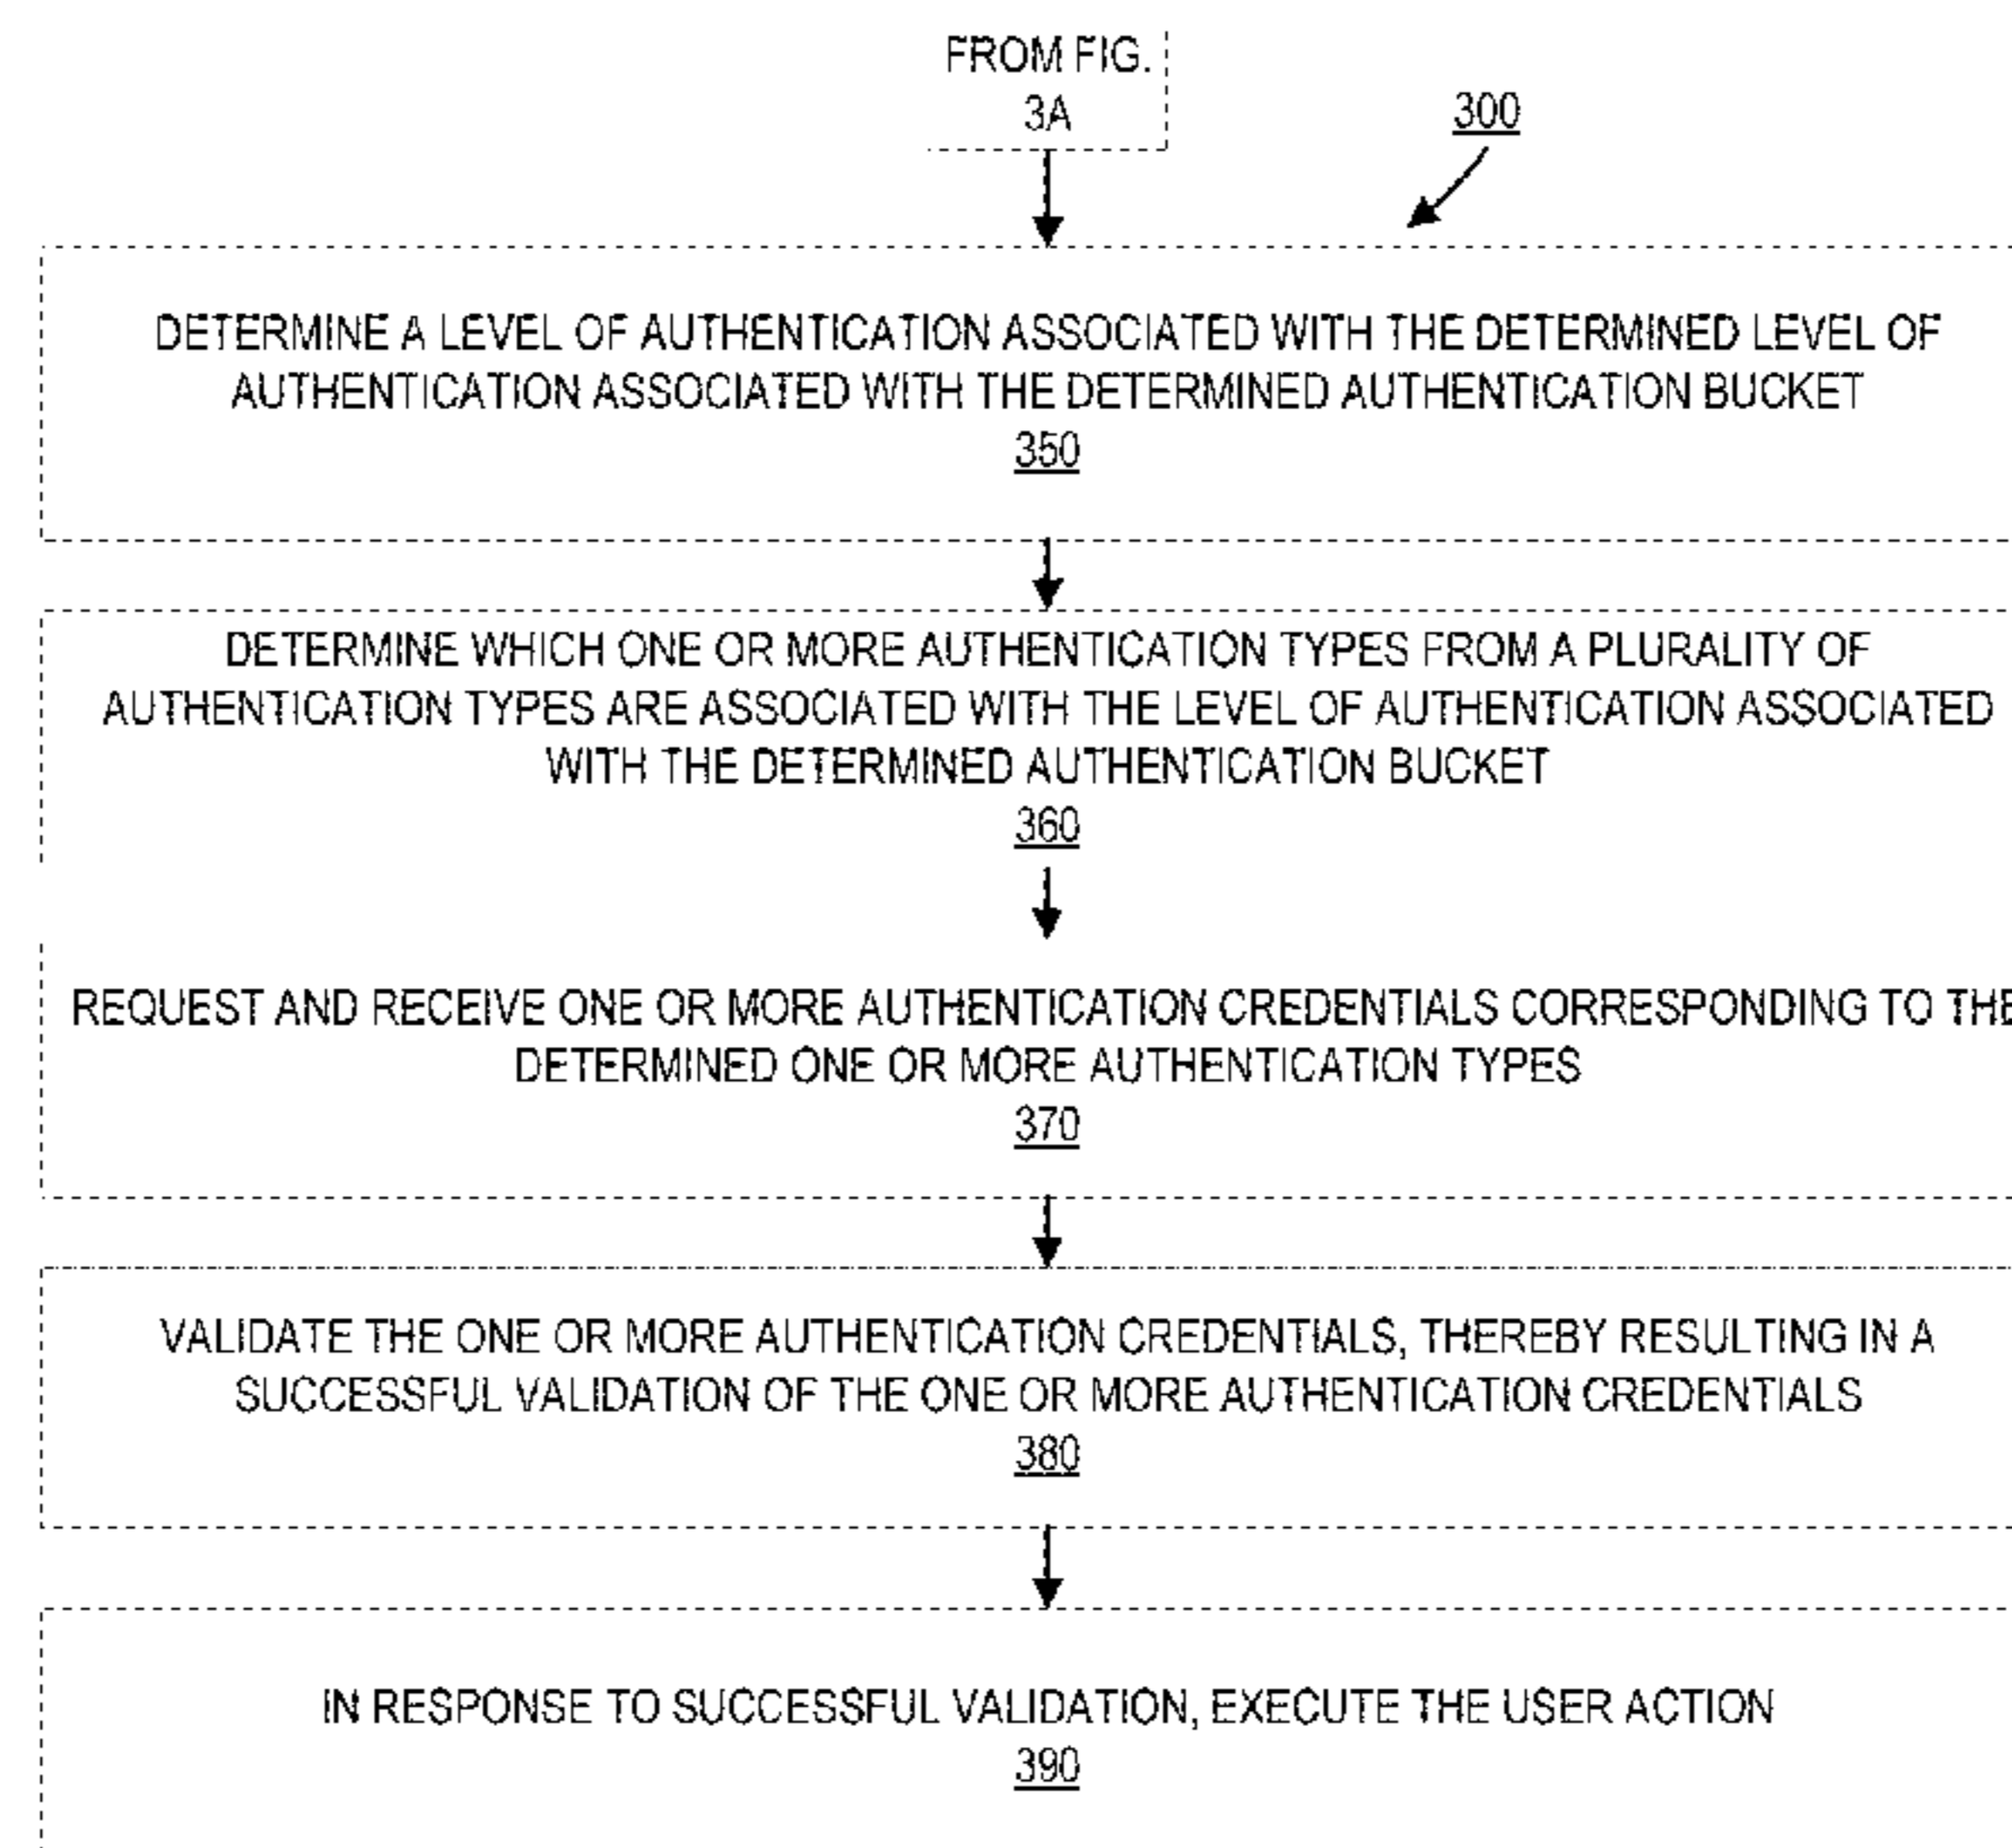 FROM FIG.
3A
300
DETERMINE A LEVEL OF AUTHENTICATION ASSOCIATED WITH THE DETERMINED LEVEL OF
AUTHENTICATION ASSOCIATED WITH THE DETERMINED AUTHENTICATION BUCKET
350
DETERMINE WHICH ONE OR MORE AUTHENTICATION TYPES FROM A PLURALITY OF
AUTHENTICATION TYPES ARE ASSOCIATED WITH THE LEVEL OF AUTHENTICATION ASSOCIATED
WITH THE DETERMINED AUTHENTICATION BUCKET
360
REQUEST AND RECEIVE ONE OR MORE AUTHENTICATION CREDENTIALS CORRESPONDING TO THE
DETERMINED ONE OR MORE AUTHENTICATION TYPES
370
VALIDATE THE ONE OR MORE AUTHENTICATION CREDENTIALS, THEREBY RESULTING IN A
SUCCESSFUL VALIDATION OF THE ONE OR MORE AUTHENTICATION CREDENTIALS
380
IN RESPONSE TO SUCCESSFUL VALIDATION, EXECUTE THE USER ACTION
390